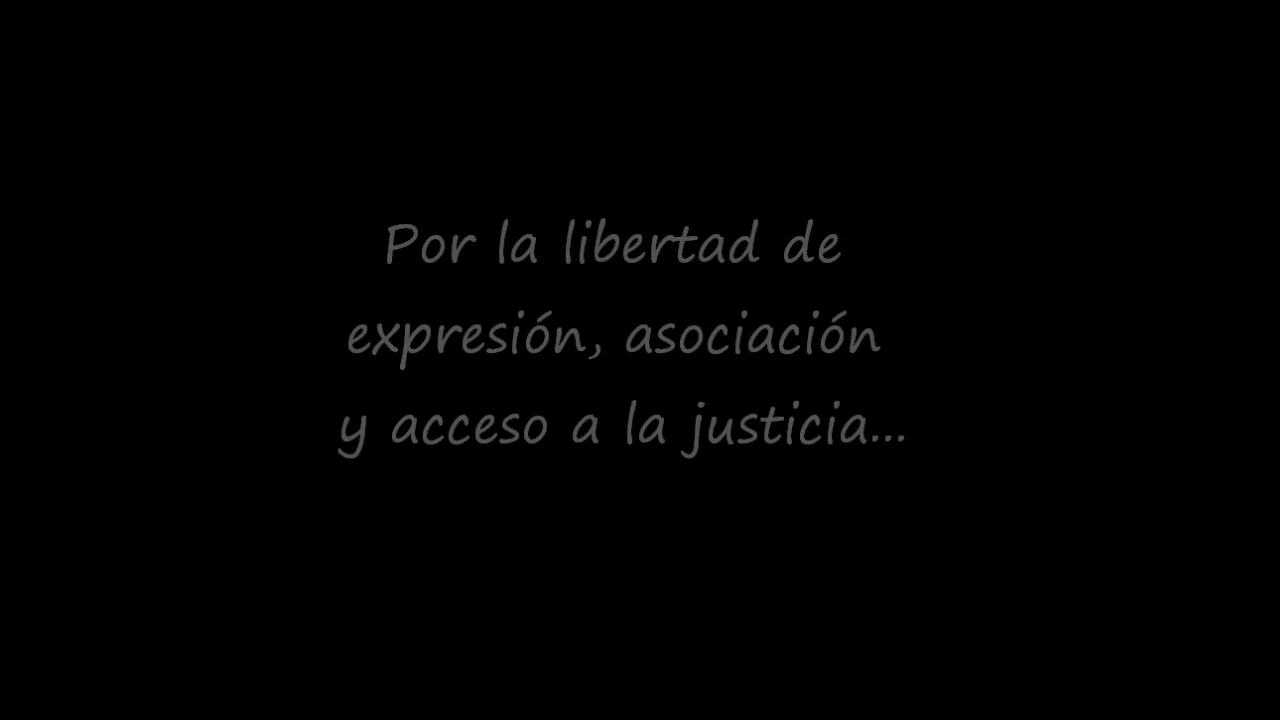 Por la libertad de
expresión, asociación
y acceso a la justicia...